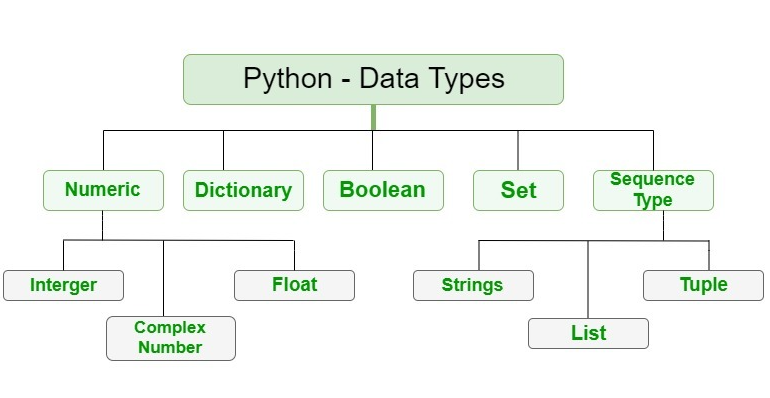 Python - Data Types
Numeric
Dictionary
Boolean
Set
Sequence
Type
Interger
Complex
Number
Float
Strings
List
Tuple